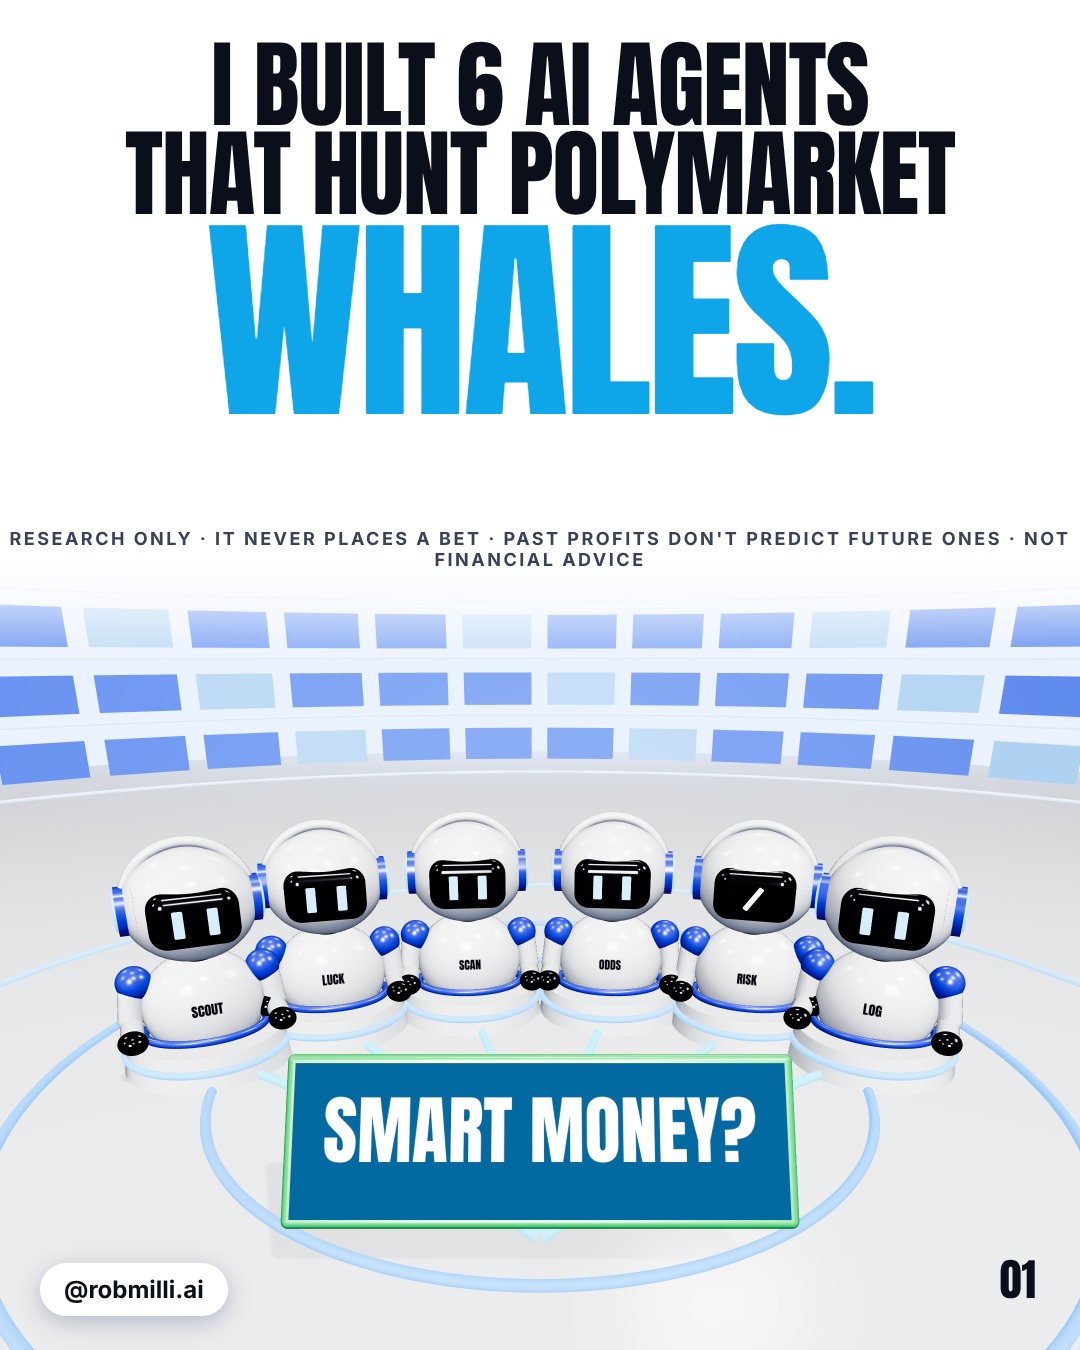 I BUILT 6 AI AGENTS
THAT HUNT POLYMARKET
WHALES.
RESEARCH ONLY · IT NEVER PLACES A BET · PAST PROFITS DON'T PREDICT FUTURE ONES · NOT
FINANCIAL ADVICE
SCOUT
LUCK
SCAN
ODDS
RISK
LOG
SMART MONEY?
@robmilli.ai
01